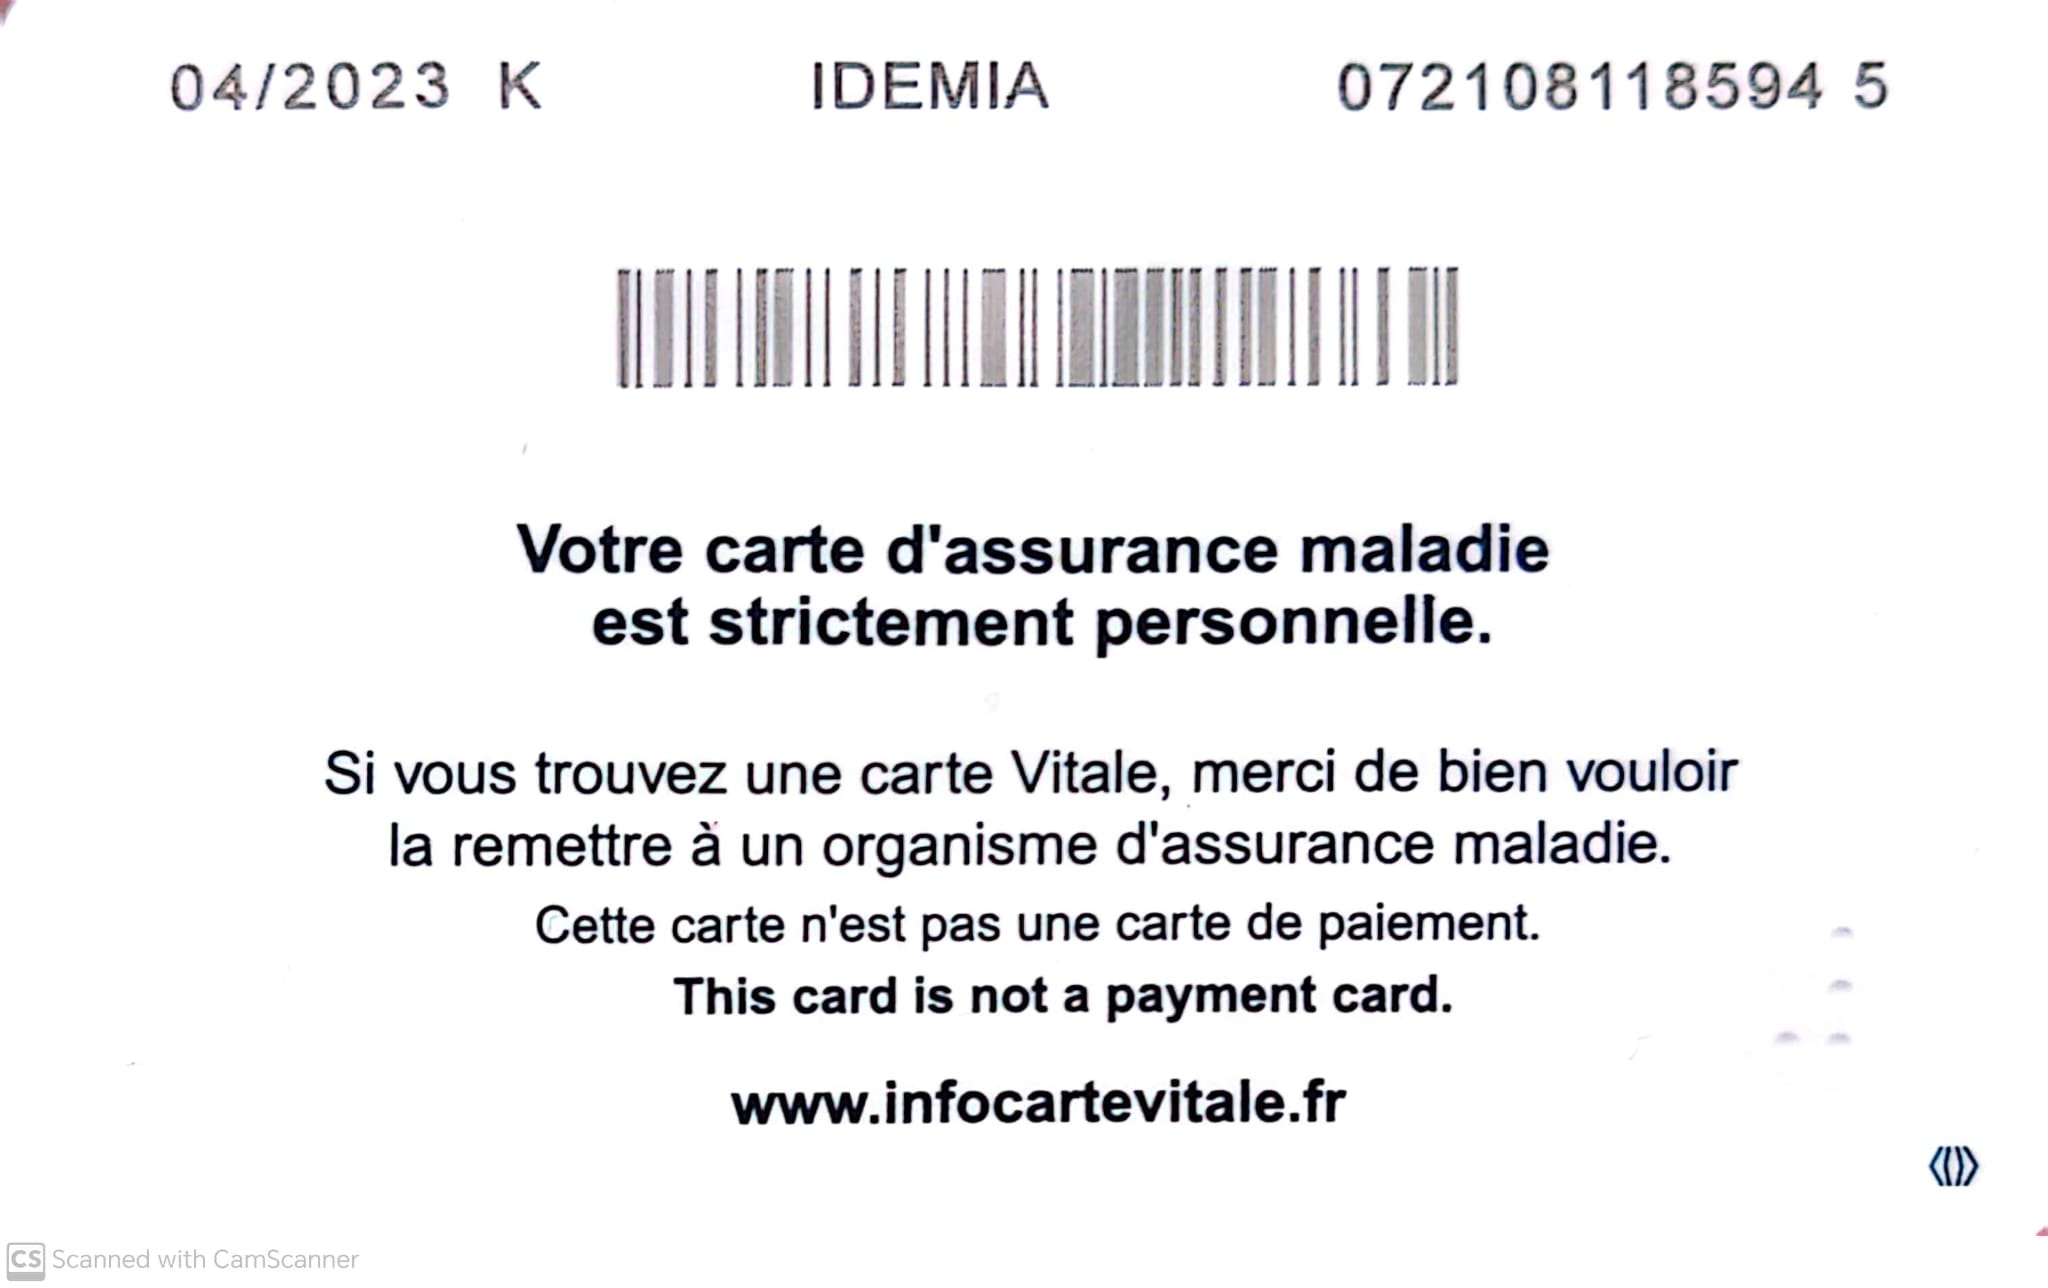 04/2023 K IDEMIA 072108118594 5
Votre carte d'assurance maladie
est strictement personnelle.
Si vous trouvez une carte Vitale, merci de bien vouloir
la remettre à un organisme d'assurance maladie.
Cette carte n'est pas une carte de paiement.
This card is not a payment card.
www.infocartevitale.fr
CS Scanned with CamScanner